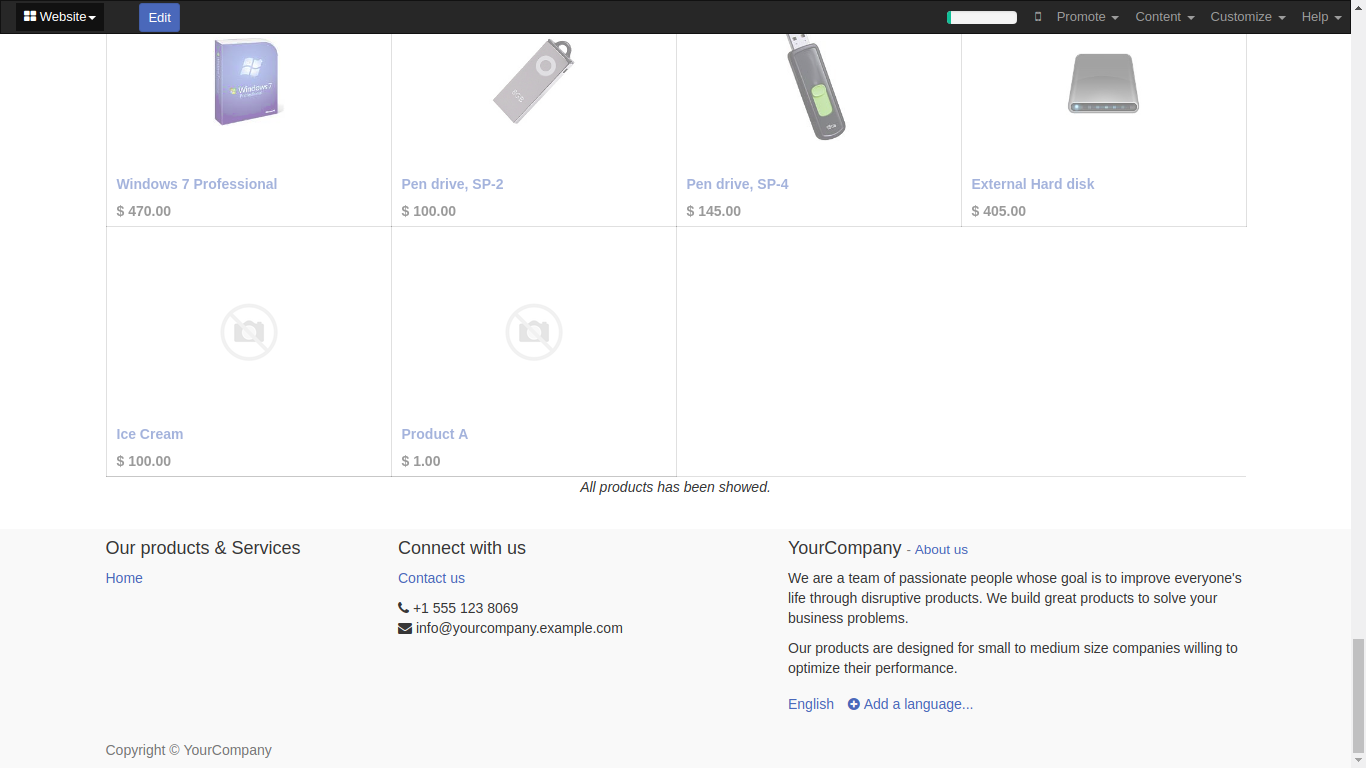 Website Edit Promote Content Customize Help
Windows 7
8GB
Windows 7 Professional Pen drive, SP-2 Pen drive, SP-4 External Hard disk
$ 470.00 $ 100.00 $ 145.00 $ 405.00
Ice Cream Product A
$ 100.00 $ 1.00
All products has been showed.
Our products & Services
Home
Connect with us
Contact us
+1 555 123 8069
info@yourcompany.example.com
YourCompany - About us
We are a team of passionate people whose goal is to improve everyone's
life through disruptive products. We build great products to solve your
business problems.
Our products are designed for small to medium size companies willing to
optimize their performance.
English Add a language...
Copyright © YourCompany